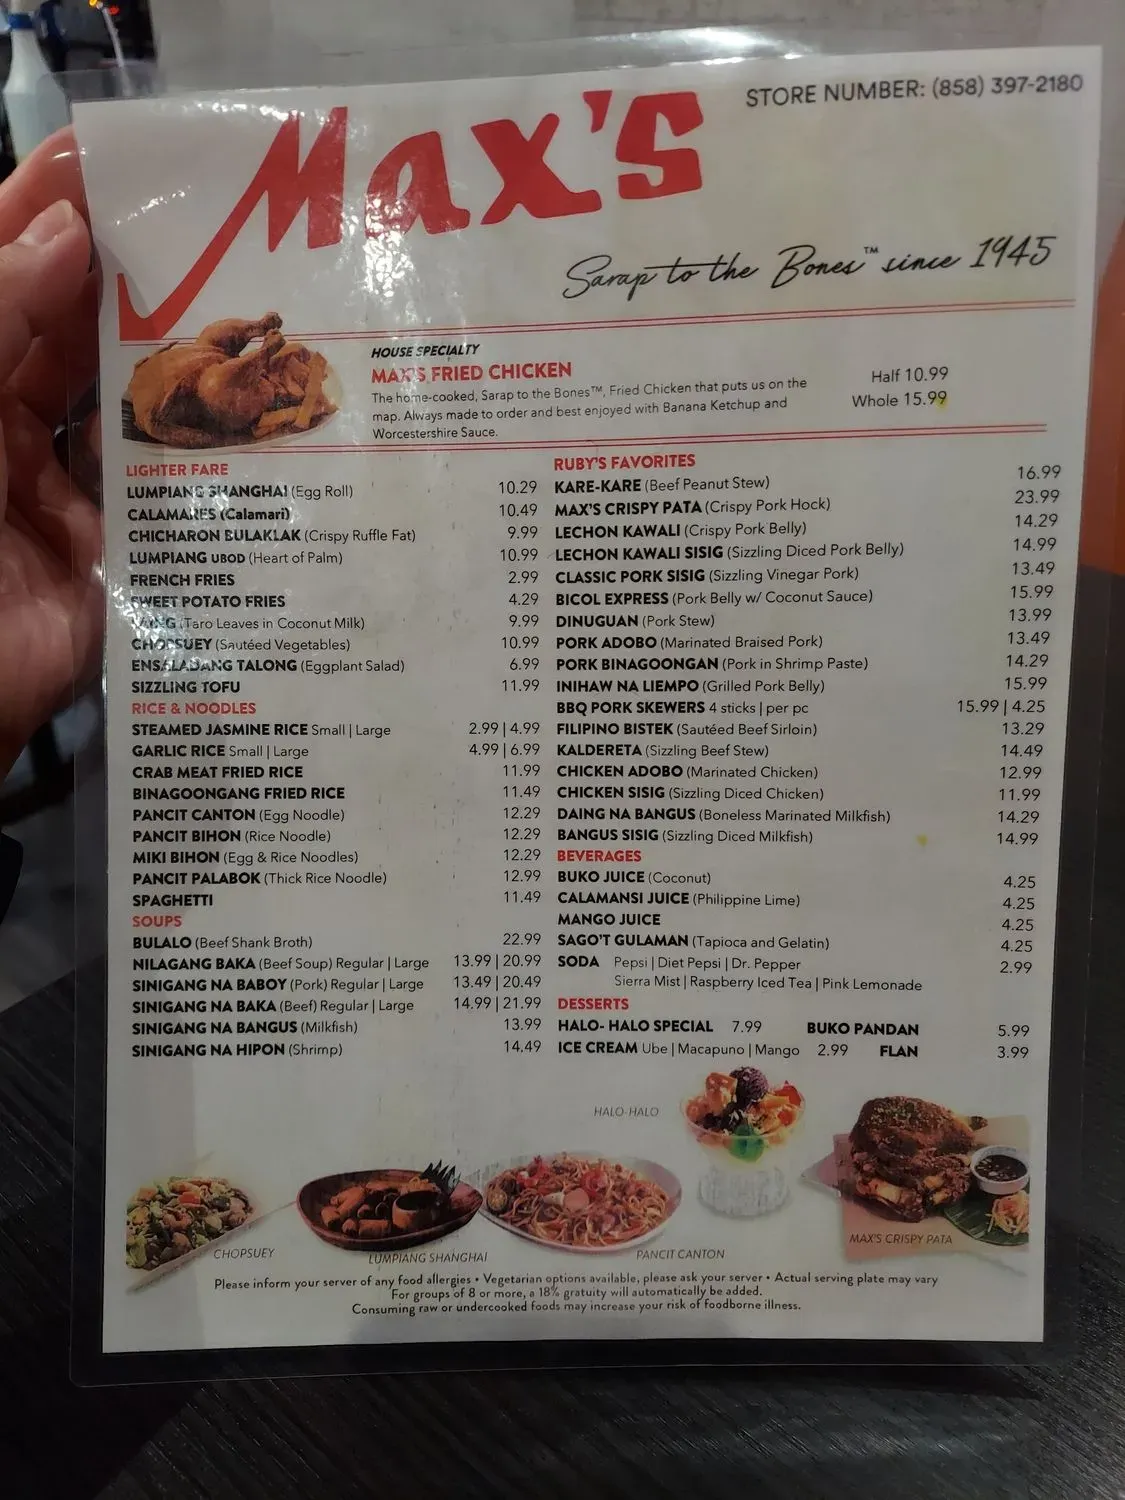 STORE NUMBER: (858) 397-2180
Max's
Sarap to the Bones™ since 1945
HOUSE SPECIALTY
MAX'S FRIED CHICKEN
The home-cooked, Sarap to the Bones™, Fried Chicken that puts us on the
map. Always made to order and best enjoyed with Banana Ketchup and
Worcestershire Sauce.
Half 10.99
Whole 15.99
LIGHTER FARE
LUMPIANG SHANGHAI (Egg Roll) 10.29
CALAMARES (Calamari) 10.49
CHICHARON BULAKLAK (Crispy Ruffle Fat) 9.99
LUMPIANG UBOD (Heart of Palm) 10.99
FRENCH FRIES 2.99
SWEET POTATO FRIES 4.29
LAING (Taro Leaves in Coconut Milk) 9.99
CHOPSUEY (Sautéed Vegetables) 10.99
ENSALADANG TALONG (Eggplant Salad) 6.99
SIZZLING TOFU 11.99
RICE & NOODLES
STEAMED JASMINE RICE Small | Large 2.99 | 4.99
GARLIC RICE Small | Large 4.99 | 6.99
CRAB MEAT FRIED RICE 11.99
BINAGOONGANG FRIED RICE 11.49
PANCIT CANTON (Egg Noodle) 12.29
PANCIT BIHON (Rice Noodle) 12.29
MIKI BIHON (Egg & Rice Noodles) 12.29
PANCIT PALABOK (Thick Rice Noodle) 12.99
SPAGHETTI 11.49
SOUPS
BULALO (Beef Shank Broth) 22.99
NILAGANG BAKA (Beef Soup) Regular | Large 13.99 | 20.99
SINIGANG NA BABOY (Pork) Regular | Large 13.49 | 20.49
SINIGANG NA BAKA (Beef) Regular | Large 14.99 | 21.99
SINIGANG NA BANGUS (Milkfish) 13.99
SINIGANG NA HIPON (Shrimp) 14.49
RUBY'S FAVORITES
KARE-KARE (Beef Peanut Stew) 16.99
MAX'S CRISPY PATA (Crispy Pork Hock) 23.99
LECHON KAWALI (Crispy Pork Belly) 14.29
LECHON KAWALI SISIG (Sizzling Diced Pork Belly) 14.99
CLASSIC PORK SISIG (Sizzling Vinegar Pork) 13.49
BICOL EXPRESS (Pork Belly w/ Coconut Sauce) 15.99
DINUGUAN (Pork Stew) 13.99
PORK ADOBO (Marinated Braised Pork) 13.49
PORK BINAGOONGAN (Pork in Shrimp Paste) 14.29
INIHAW NA LIEMPO (Grilled Pork Belly) 15.99
BBQ PORK SKEWERS 4 sticks | per pc 15.99 | 4.25
FILIPINO BISTEK (Sautéed Beef Sirloin) 13.29
KALDERETA (Sizzling Beef Stew) 14.49
CHICKEN ADOBO (Marinated Chicken) 12.99
CHICKEN SISIG (Sizzling Diced Chicken) 11.99
DAING NA BANGUS (Boneless Marinated Milkfish) 14.29
BANGUS SISIG (Sizzling Diced Milkfish) 14.99
BEVERAGES
BUKO JUICE (Coconut) 4.25
CALAMANSI JUICE (Philippine Lime) 4.25
MANGO JUICE 4.25
SAGO'T GULAMAN (Tapioca and Gelatin) 4.25
SODA Pepsi | Diet Pepsi | Dr. Pepper 2.99
Sierra Mist | Raspberry Iced Tea | Pink Lemonade
DESSERTS
HALO- HALO SPECIAL 7.99 BUKO PANDAN 5.99
ICE CREAM Ube | Macapuno | Mango 2.99 FLAN 3.99
HALO-HALO
CHOPSUEY
LUMPIANG SHANGHAI
PANCIT CANTON
MAX'S CRISPY PATA
Please inform your server of any food allergies • Vegetarian options available, please ask your server • Actual serving plate may vary
For groups of 8 or more, a 18% gratuity will automatically be added.
Consuming raw or undercooked foods may increase your risk of foodborne illness.